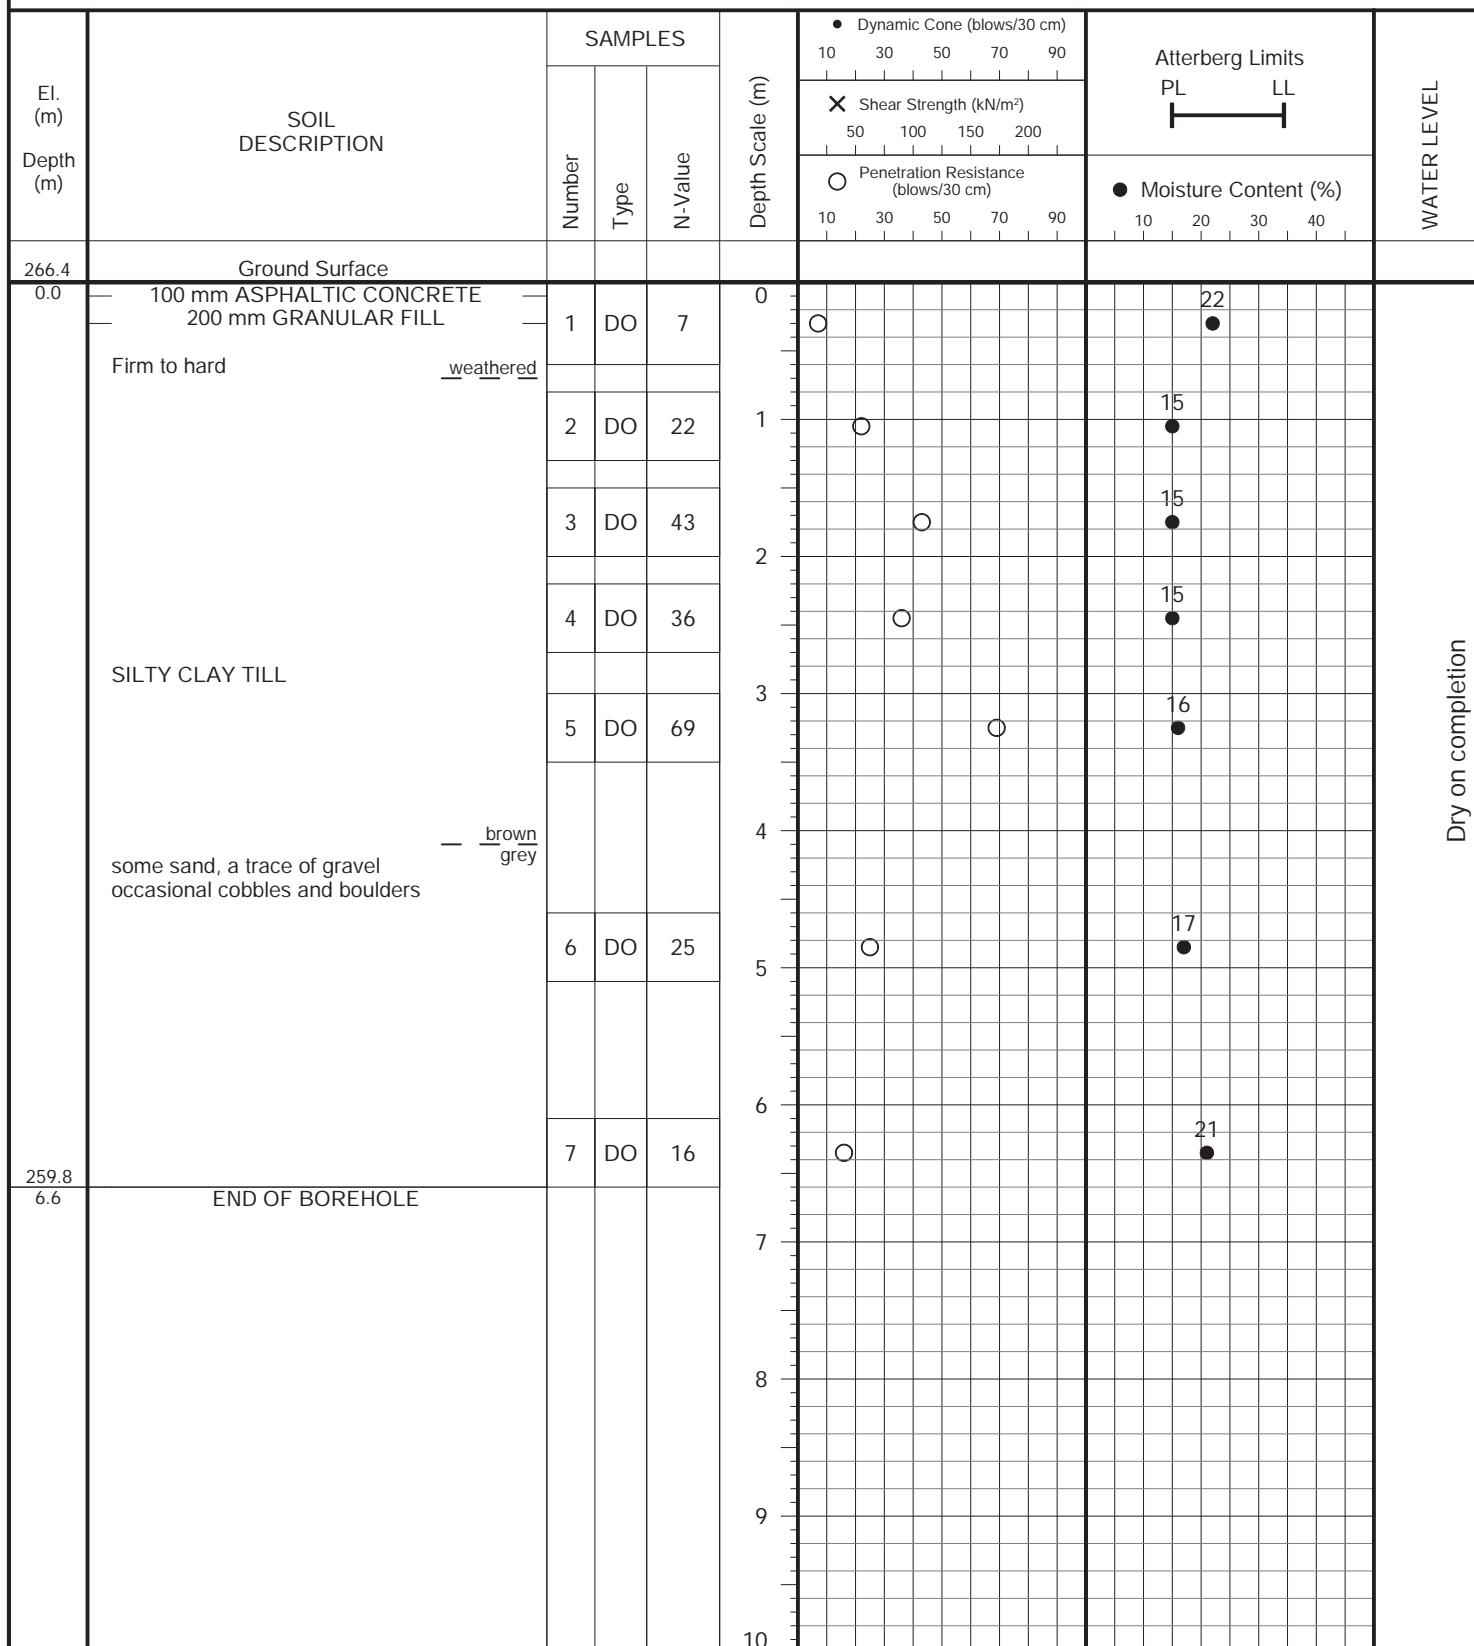 El.
(m)
Depth
(m)
SOIL
DESCRIPTION
SAMPLES
Number
Type
N-Value
Depth Scale (m)
Dynamic Cone (blows/30 cm)
10 30 50 70 90
Shear Strength (kN/m²)
50 100 150 200
Penetration Resistance
(blows/30 cm)
10 30 50 70 90
Atterberg Limits
PL LL
Moisture Content (%)
10 20 30 40
WATER LEVEL
266.4 Ground Surface
0.0 100 mm ASPHALTIC CONCRETE 0
200 mm GRANULAR FILL
1 DO 7 22
Firm to hard weathered
2 DO 22 1 15
3 DO 43 15
2
4 DO 36 15
SILTY CLAY TILL
3
5 DO 69 16
Dry on completion
brown 4
grey
some sand, a trace of gravel
occasional cobbles and boulders
6 DO 25 17
5
6
7 DO 16 21
259.8
6.6 END OF BOREHOLE
7
8
9
10